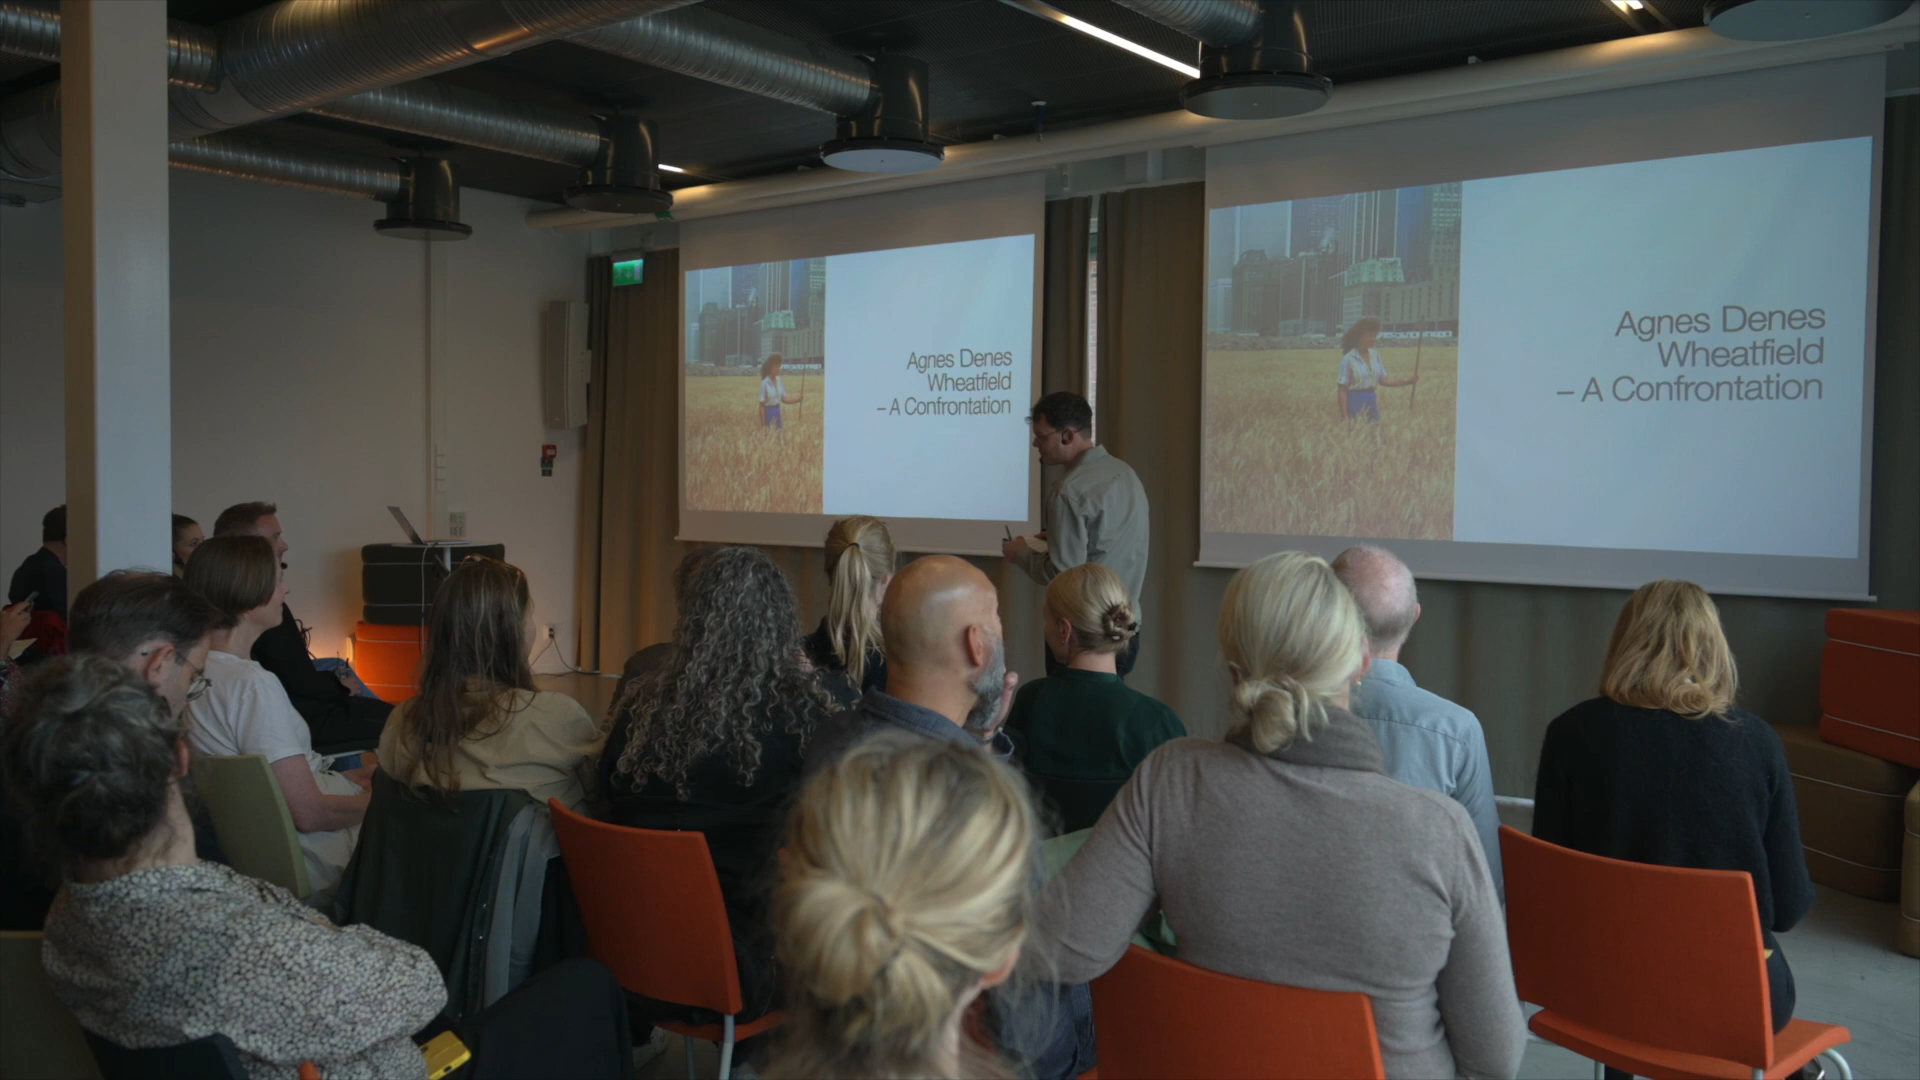 Agnes Denes
Wheatfield
– A Confrontation
Agnes Denes
Wheatfield
– A Confrontation